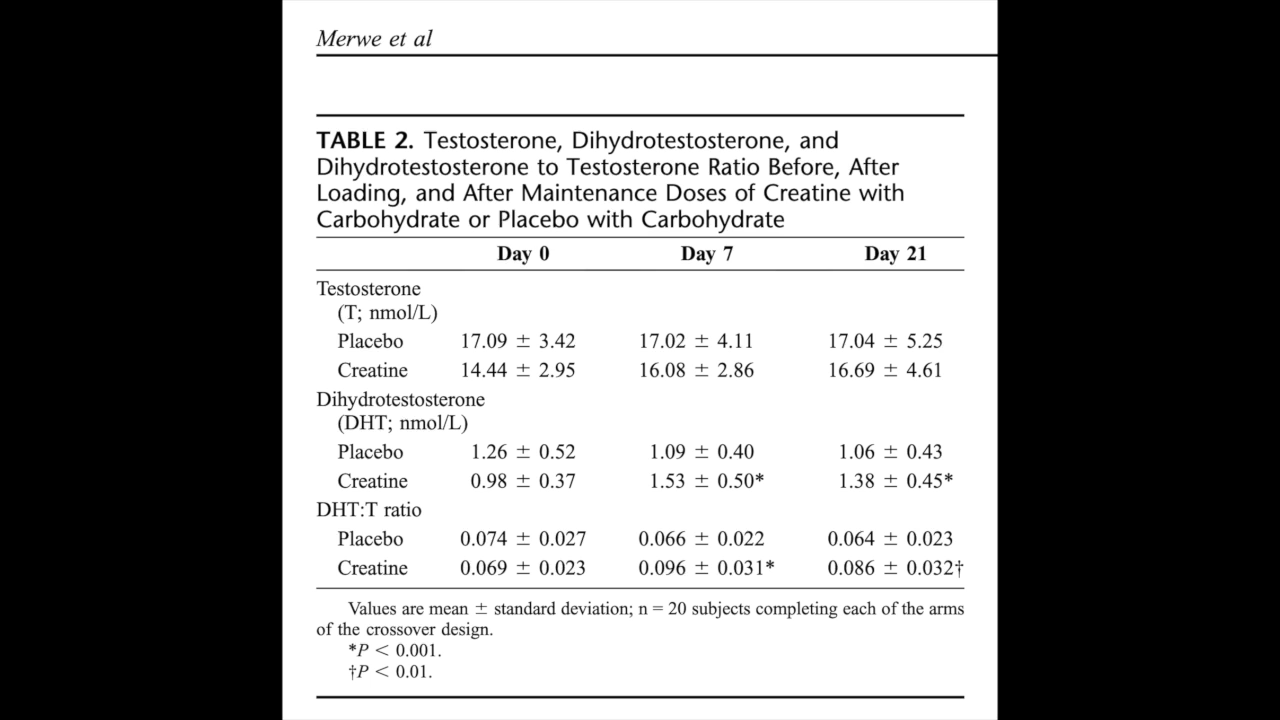 Merwe et al
TABLE 2. Testosterone, Dihydrotestosterone, and
Dihydrotestosterone to Testosterone Ratio Before, After
Loading, and After Maintenance Doses of Creatine with
Carbohydrate or Placebo with Carbohydrate
Day 0 Day 7 Day 21
Testosterone
(T; nmol/L)
Placebo 17.09 ± 3.42 17.02 ± 4.11 17.04 ± 5.25
Creatine 14.44 ± 2.95 16.08 ± 2.86 16.69 ± 4.61
Dihydrotestosterone
(DHT; nmol/L)
Placebo 1.26 ± 0.52 1.09 ± 0.40 1.06 ± 0.43
Creatine 0.98 ± 0.37 1.53 ± 0.50* 1.38 ± 0.45*
DHT:T ratio
Placebo 0.074 ± 0.027 0.066 ± 0.022 0.064 ± 0.023
Creatine 0.069 ± 0.023 0.096 ± 0.031* 0.086 ± 0.032†
Values are mean ± standard deviation; n = 20 subjects completing each of the arms
of the crossover design.
*P < 0.001.
†P < 0.01.